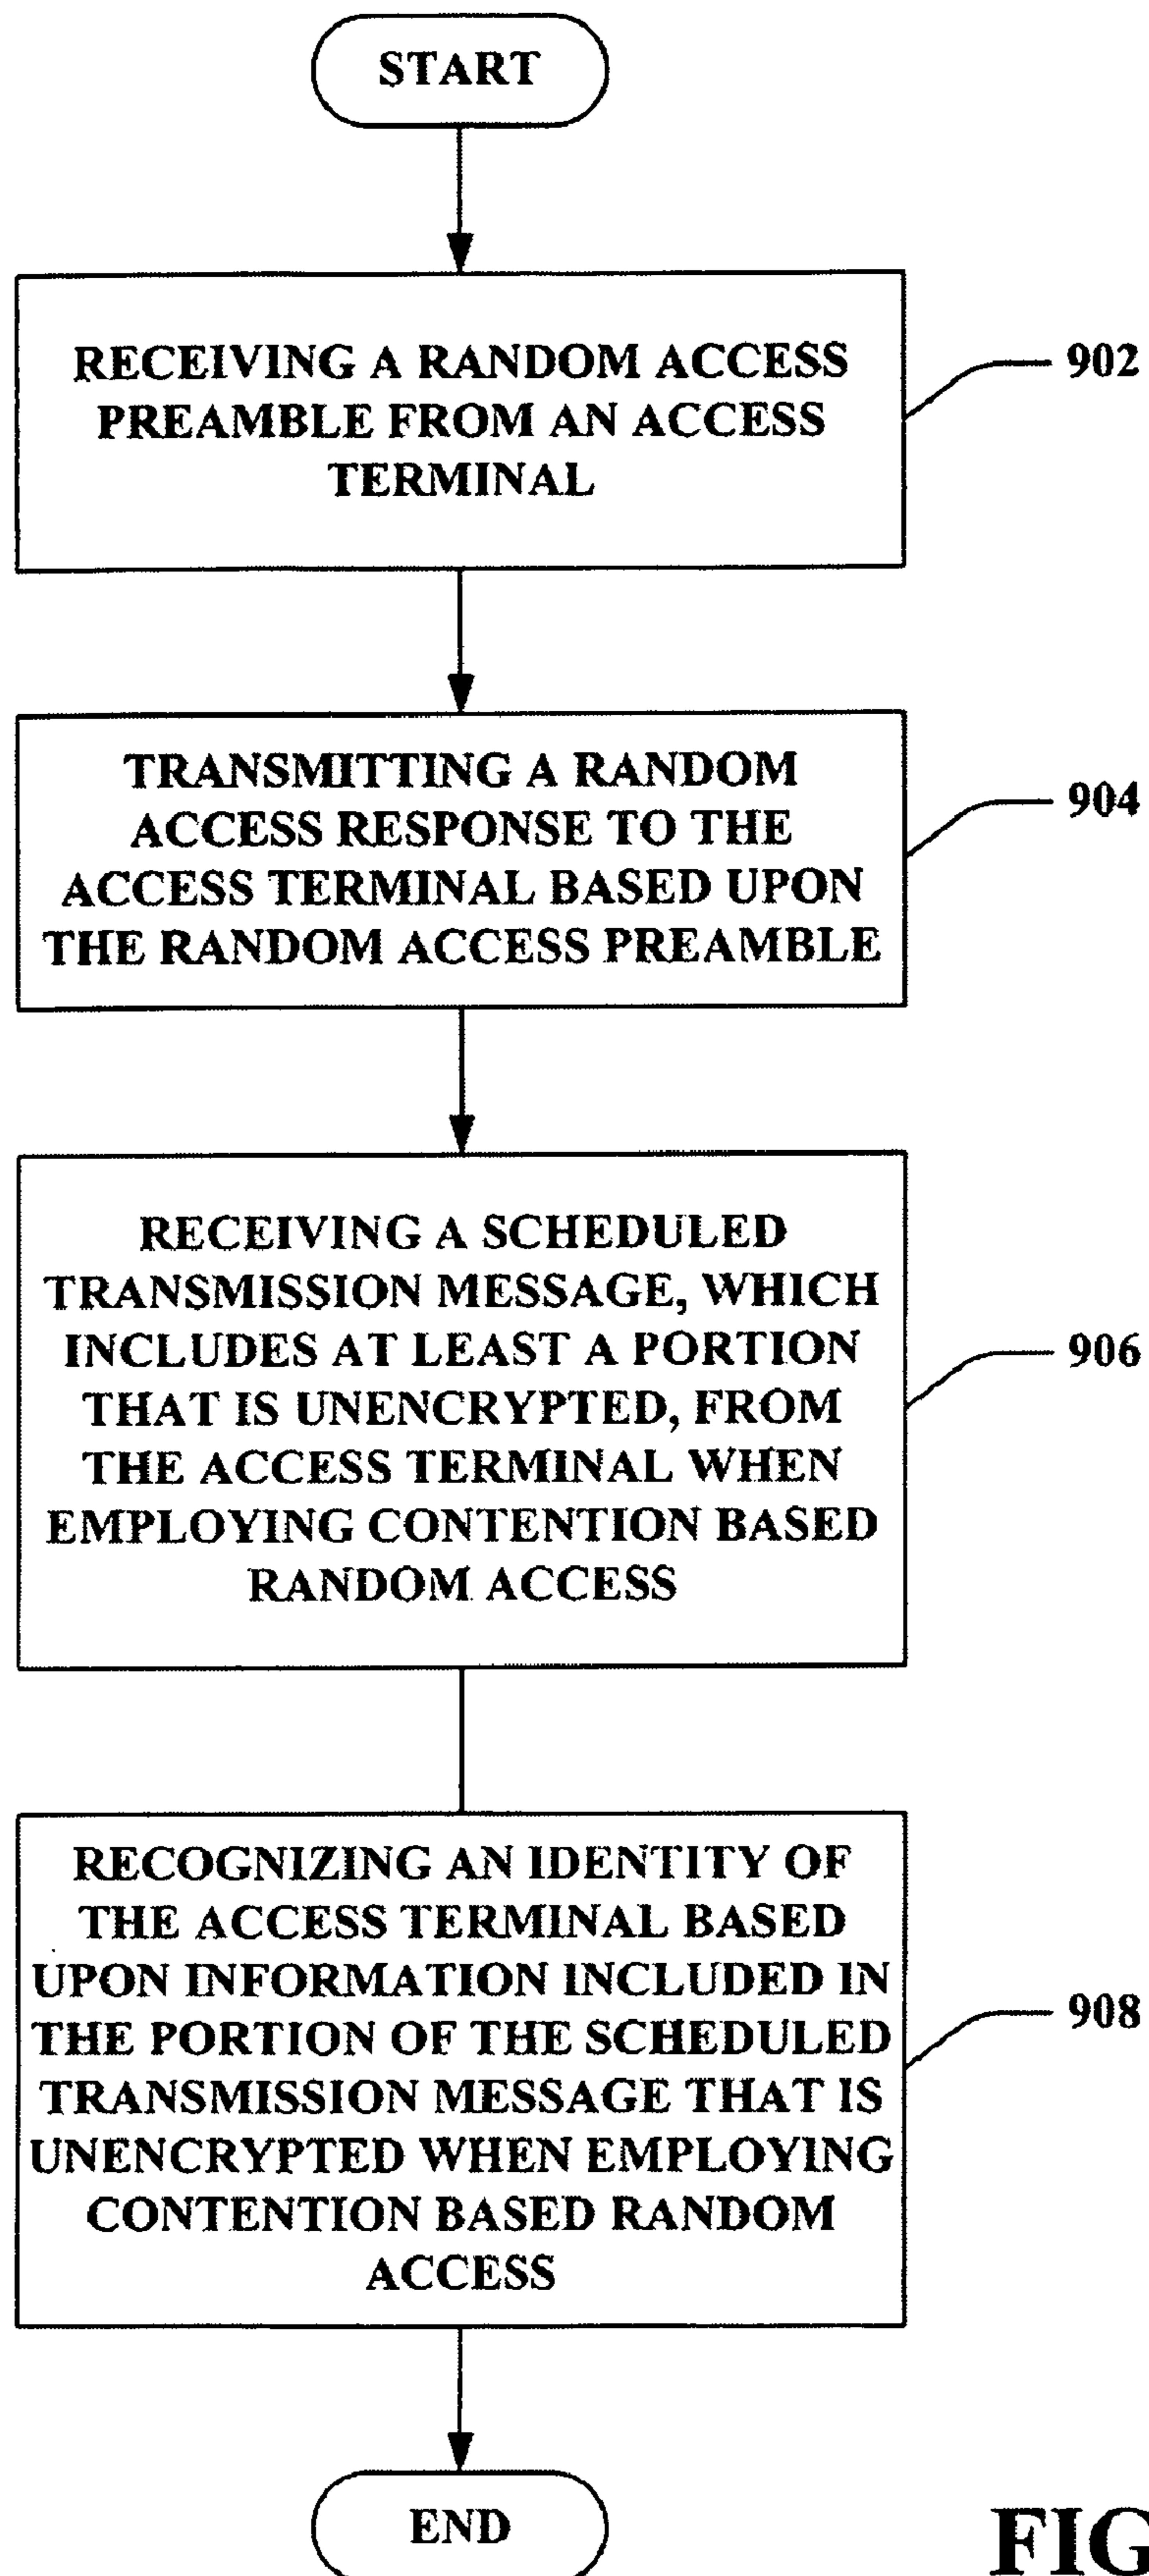 START
RECEIVING A RANDOM ACCESS
PREAMBLE FROM AN ACCESS
TERMINAL
902
TRANSMITTING A RANDOM
ACCESS RESPONSE TO THE
ACCESS TERMINAL BASED UPON
THE RANDOM ACCESS PREAMBLE
904
RECEIVING A SCHEDULED
TRANSMISSION MESSAGE, WHICH
INCLUDES AT LEAST A PORTION
THAT IS UNENCRYPTED, FROM
THE ACCESS TERMINAL WHEN
EMPLOYING CONTENTION BASED
RANDOM ACCESS
906
RECOGNIZING AN IDENTITY OF
THE ACCESS TERMINAL BASED
UPON INFORMATION INCLUDED IN
THE PORTION OF THE SCHEDULED
TRANSMISSION MESSAGE THAT IS
UNENCRYPTED WHEN EMPLOYING
CONTENTION BASED RANDOM
ACCESS
908
END
FIG